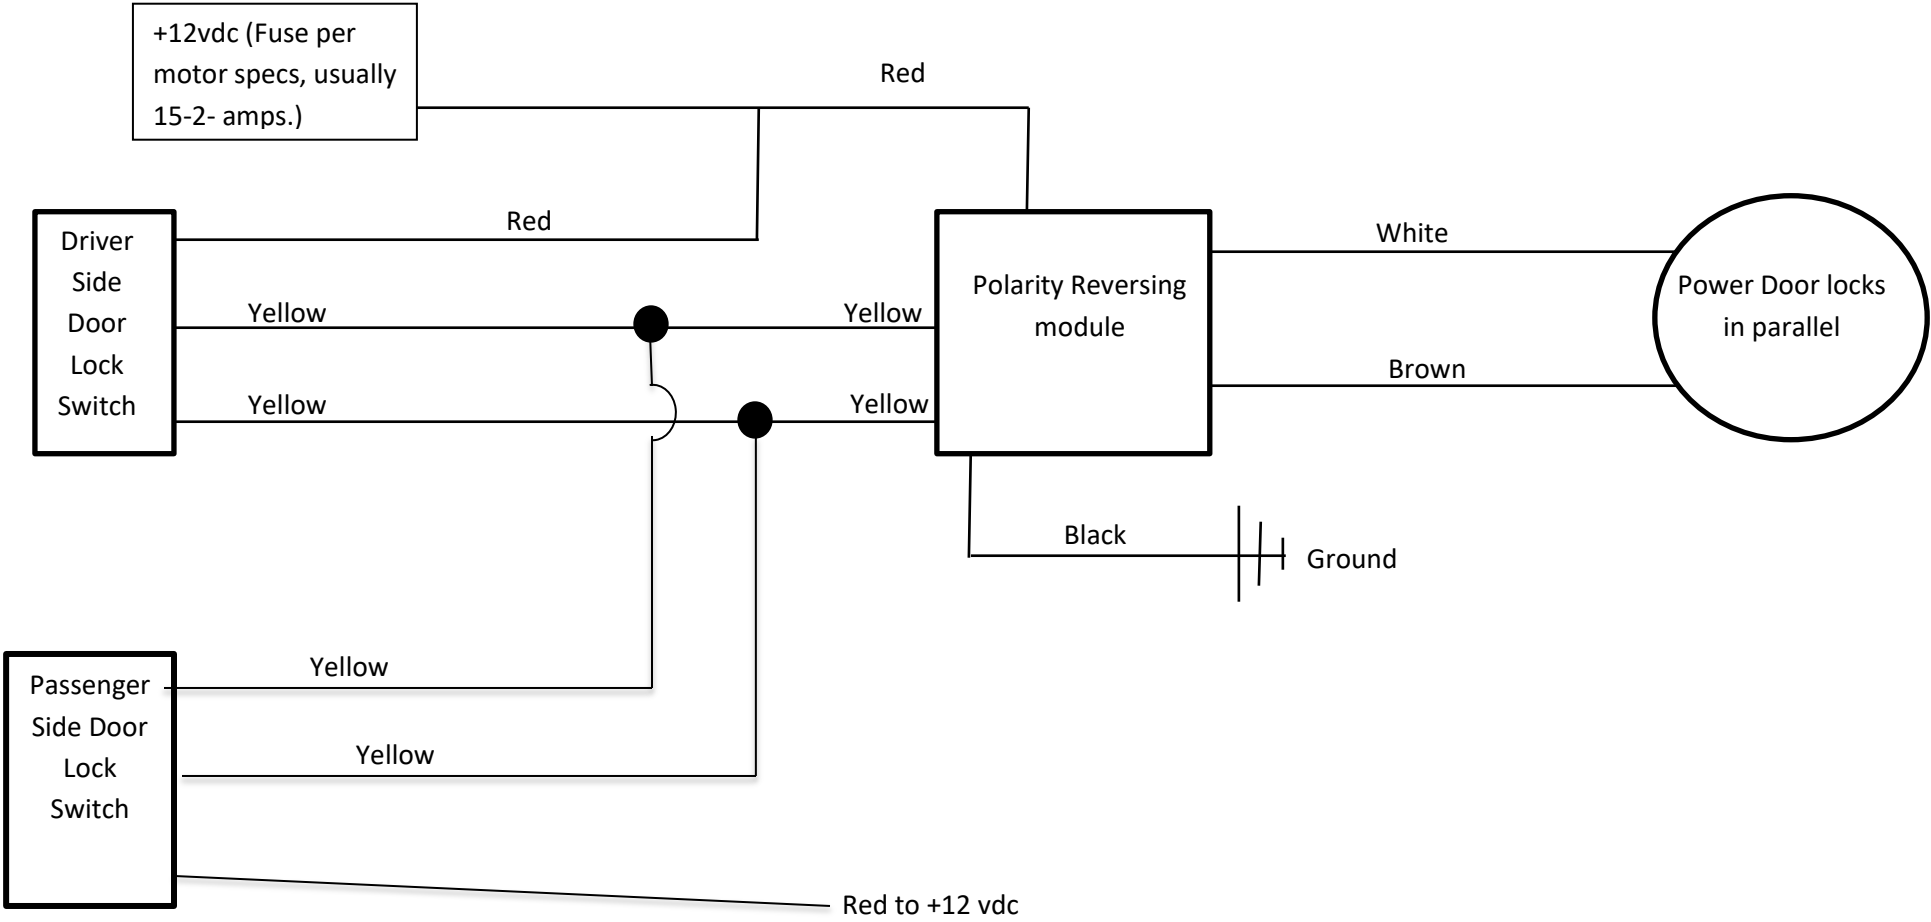 +12vdc (Fuse per
motor specs, usually
15-2- amps.)
Red
Driver
Side
Door
Lock
Switch
Red
Yellow
Yellow
Yellow
Yellow
Polarity Reversing
module
White
Brown
Power Door locks
in parallel
Black
Ground
Passenger
Side Door
Lock
Switch
Yellow
Yellow
Red to +12 vdc